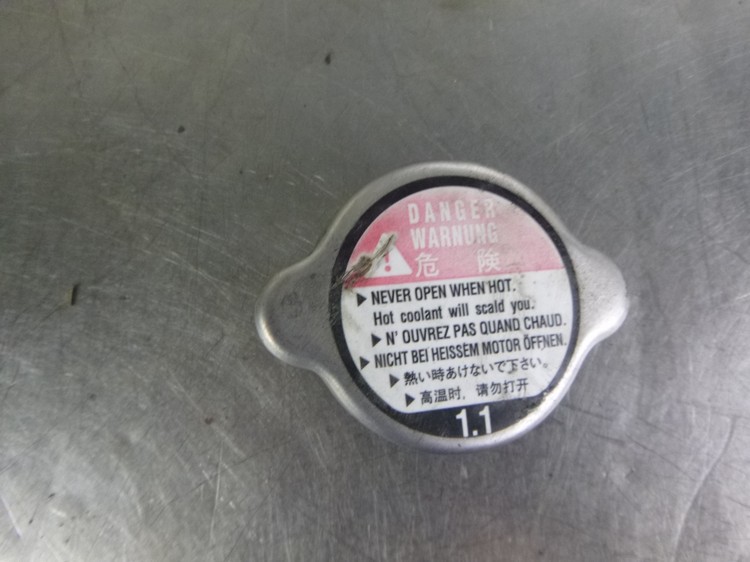 DANGER
WARNUNG
危 険
▶ NEVER OPEN WHEN HOT.
Hot coolant will scald you.
▶ N' OUVREZ PAS QUAND CHAUD.
▶ NICHT BEI HEISSEM MOTOR ÖFFNEN.
▶ 熱い時あけないで下さい。
▶ 高温时，请勿打开
1.1